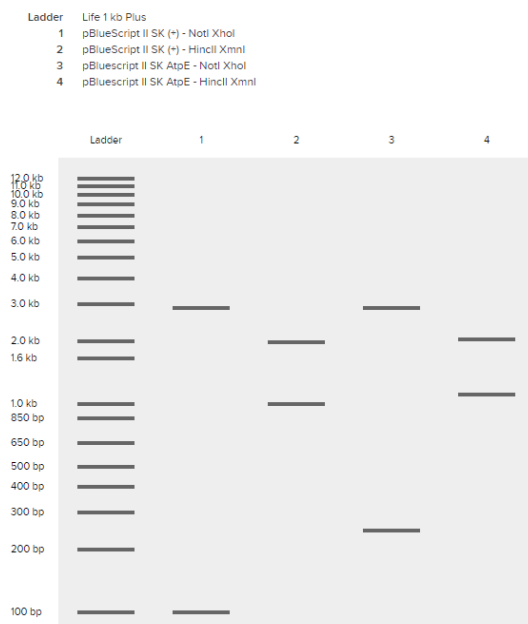 Ladder Life 1 kb Plus
1 pBlueScript II SK (+) - NotI XhoI
2 pBlueScript II SK (+) - HincII XmnI
3 pBluescript II SK AtpE - NotI XhoI
4 pBluescript II SK AtpE - HincII XmnI
Ladder 1 2 3 4
12.0 kb
11.0 kb
10.0 kb
9.0 kb
8.0 kb
7.0 kb
6.0 kb
5.0 kb
4.0 kb
3.0 kb
2.0 kb
1.6 kb
1.0 kb
850 bp
650 bp
500 bp
400 bp
300 bp
200 bp
100 bp